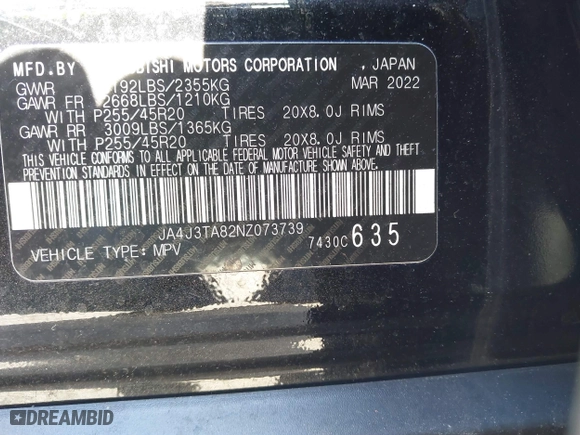 MFD.BY MITSUBISHI MOTORS CORPORATION , JAPAN
GVWR 5192LBS/2355KG MAR 2022
GAWR FR 2668LBS/1210KG
WITH P255/45R20 TIRES 20X8.0J RIMS
GAWR RR 3009LBS/1365KG
WITH P255/45R20 TIRES 20X8.0J RIMS
THIS VEHICLE CONFORMS TO ALL APPLICABLE FEDERAL MOTOR VEHICLE SAFETY AND THEFT
PREVENTION STANDARDS IN EFFECT ON THE DATE OF MANUFACTURE SHOWN ABOVE.
JA4J3TA82NZ073739 7430C 635
VEHICLE TYPE: MPV
DREAMBID